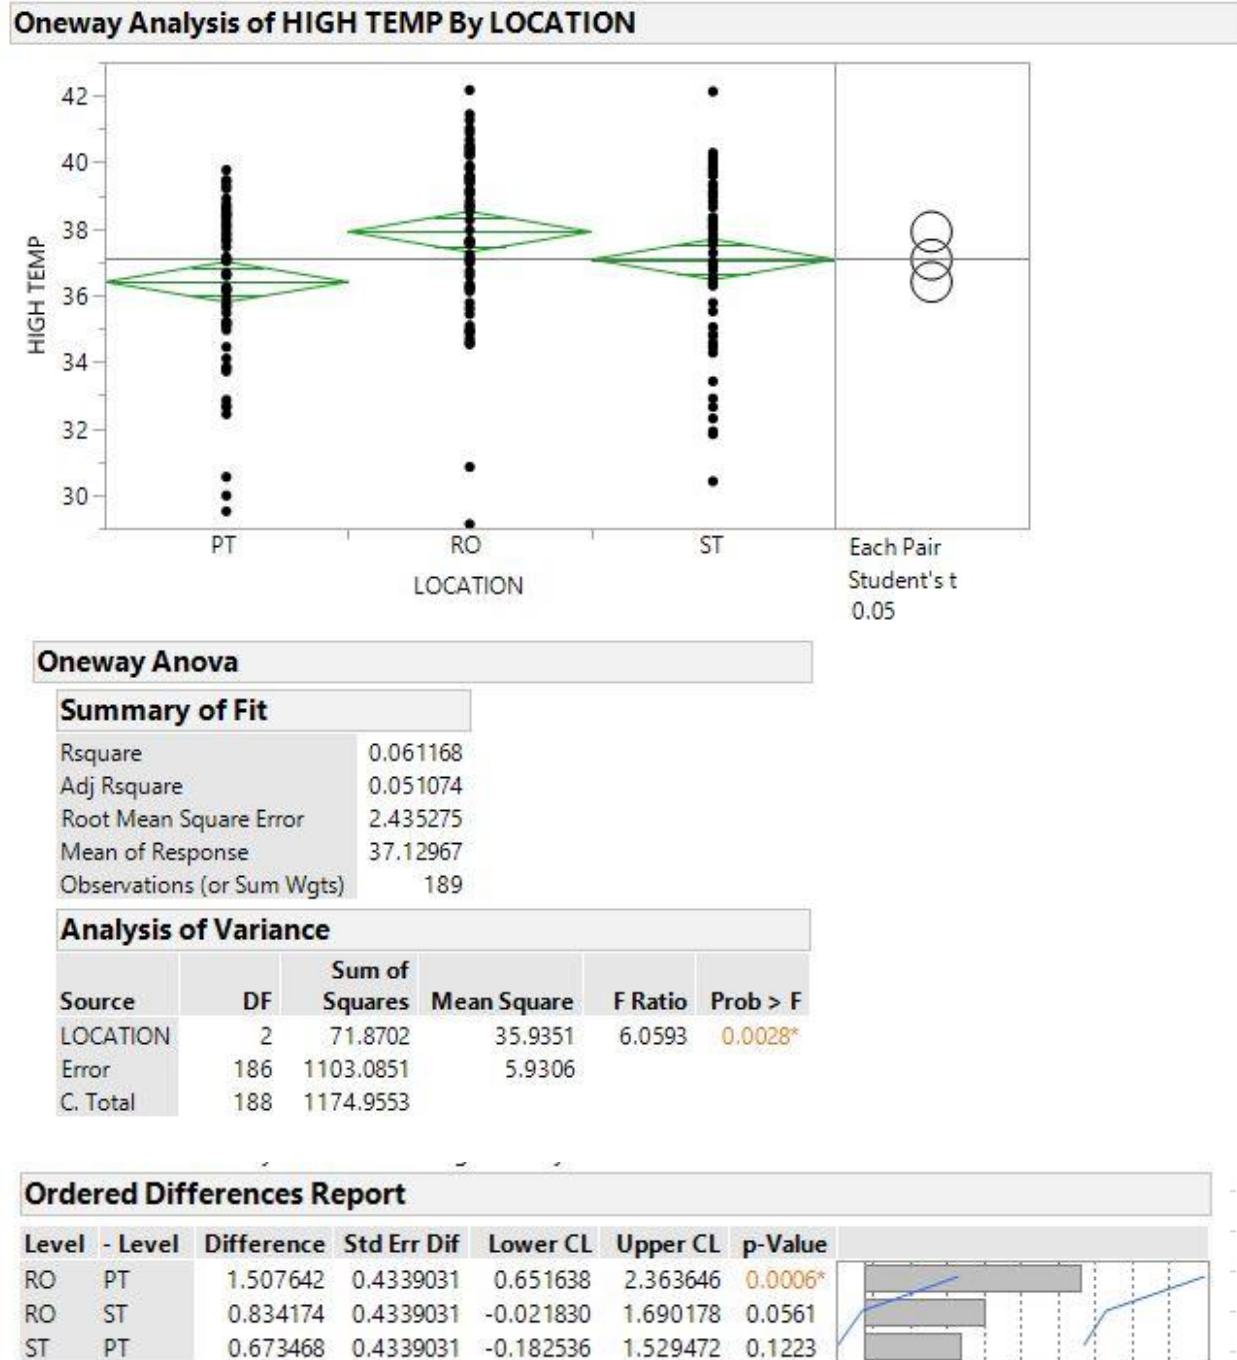 Oneway Analysis of HIGH TEMP By LOCATION
42
40
38
36
34
32
30
HIGH TEMP
PT RO ST
LOCATION
Each Pair
Student's t
0.05
Oneway Anova
Summary of Fit
Rsquare 0.061168
Adj Rsquare 0.051074
Root Mean Square Error 2.435275
Mean of Response 37.12967
Observations (or Sum Wgts) 189
Analysis of Variance
Source DF Sum of Squares Mean Square F Ratio Prob > F
LOCATION 2 71.8702 35.9351 6.0593 0.0028*
Error 186 1103.0851 5.9306
C. Total 188 1174.9553
Ordered Differences Report
Level - Level Difference Std Err Dif Lower CL Upper CL p-Value
RO PT 1.507642 0.4339031 0.651638 2.363646 0.0006*
RO ST 0.834174 0.4339031 -0.021830 1.690178 0.0561
ST PT 0.673468 0.4339031 -0.182536 1.529472 0.1223